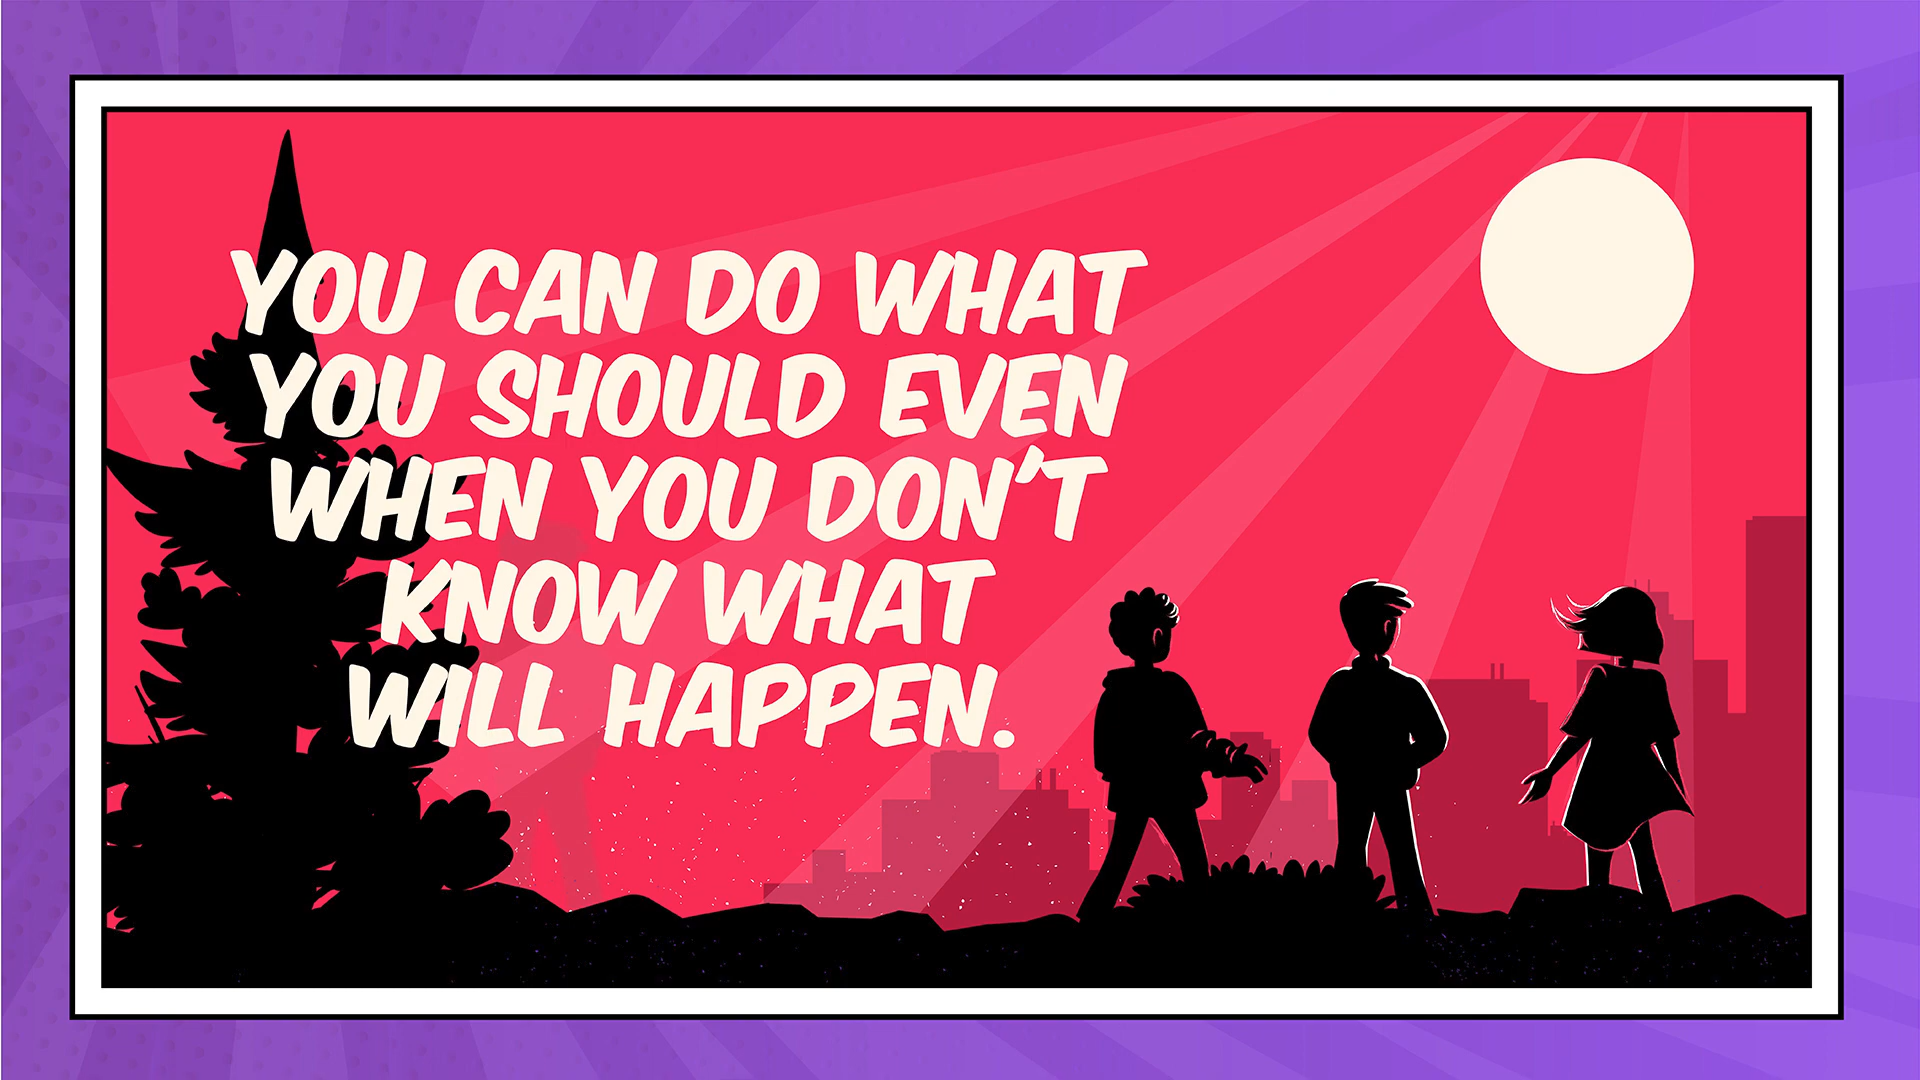 YOU CAN DO WHAT
YOU SHOULD EVEN
WHEN YOU DON'T
KNOW WHAT
WILL HAPPEN.